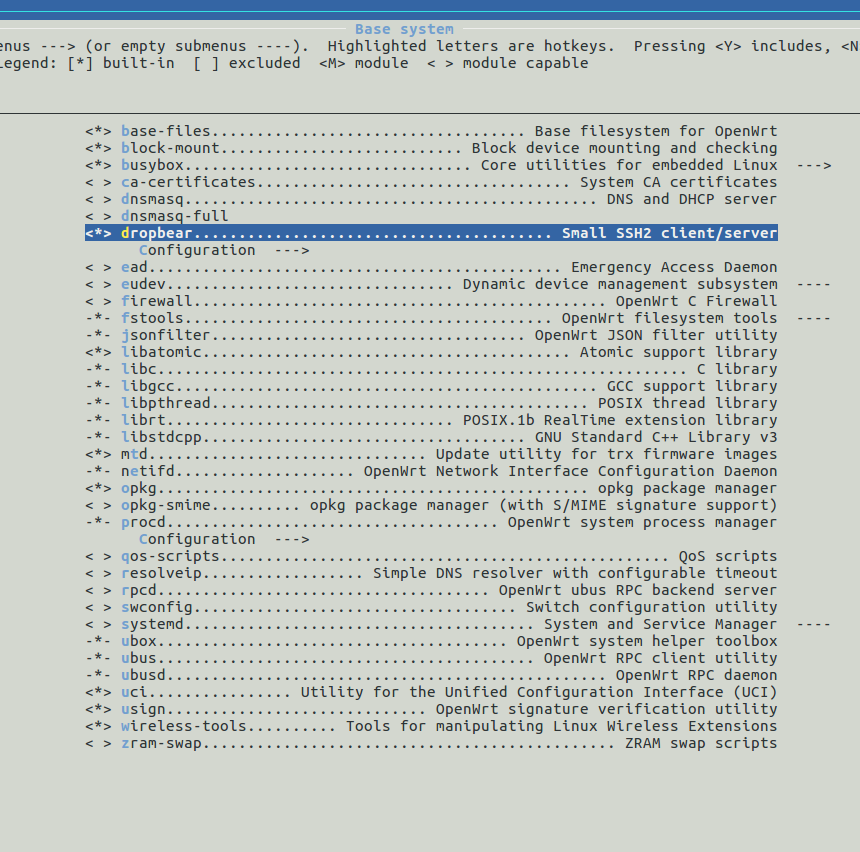 Base system
enus ---> (or empty submenus ----).  Highlighted letters are hotkeys.  Pressing <Y> includes, <N
Legend: [*] built-in  [ ] excluded  <M> module  < > module capable
<*> base-files................................... Base filesystem for OpenWrt
<*> block-mount........................... Block device mounting and checking
<*> busybox................................ Core utilities for embedded Linux  --->
< > ca-certificates................................... System CA certificates
< > dnsmasq.............................................. DNS and DHCP server
< > dnsmasq-full
<*> dropbear........................................ Small SSH2 client/server
      Configuration  --->
< > ead.............................................. Emergency Access Daemon
< > eudev................................ Dynamic device management subsystem  ----
< > firewall.............................................. OpenWrt C Firewall
-*- fstools......................................... OpenWrt filesystem tools  ----
-*- jsonfilter................................... OpenWrt JSON filter utility
<*> libatomic......................................... Atomic support library
-*- libc........................................................... C library
-*- libgcc............................................... GCC support library
-*- libpthread.......................................... POSIX thread library
-*- librt................................ POSIX.1b RealTime extension library
-*- libstdcpp.................................... GNU Standard C++ Library v3
<*> mtd................................ Update utility for trx firmware images
-*- netifd.................... OpenWrt Network Interface Configuration Daemon
<*> opkg................................................ opkg package manager
< > opkg-smime.......... opkg package manager (with S/MIME signature support)
-*- procd..................................... OpenWrt system process manager
      Configuration  --->
< > qos-scripts.................................................. QoS scripts
< > resolveip.................. Simple DNS resolver with configurable timeout
< > rpcd.................................... OpenWrt ubus RPC backend server
< > swconfig.................................... Switch configuration utility
< > systemd....................................... System and Service Manager  ----
-*- ubox....................................... OpenWrt system helper toolbox
-*- ubus.......................................... OpenWrt RPC client utility
-*- ubusd................................................. OpenWrt RPC daemon
<*> uci................ Utility for the Unified Configuration Interface (UCI)
<*> usign............................. OpenWrt signature verification utility
<*> wireless-tools.......... Tools for manipulating Linux Wireless Extensions
< > zram-swap.............................................. ZRAM swap scripts